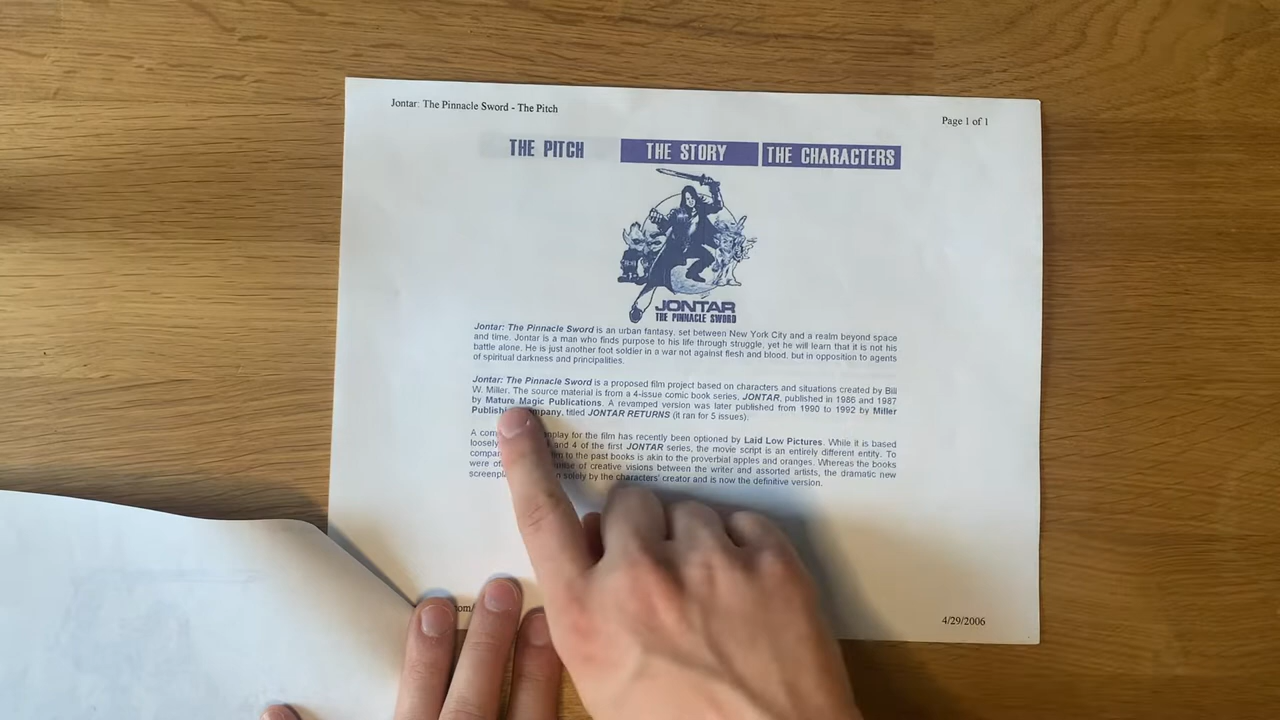 Jontar: The Pinnacle Sword - The Pitch
Page 1 of 1
THE PITCH
THE STORY
THE CHARACTERS
JONTAR
THE PINNACLE SWORD
Jontar: The Pinnacle Sword is an urban fantasy, set between New York City and a realm beyond space
and time. Jontar is a man who finds purpose to his life through struggle, yet he will learn that it is not his
battle alone. He is just another foot soldier in a war not against flesh and blood, but in opposition to agents
of spiritual darkness and principalities.
Jontar: The Pinnacle Sword is a proposed film project based on characters and situations created by Bill
W. Miller. The source material is from a 4-issue comic book series, JONTAR, published in 1986 and 1987
by Mature Magic Publications. A revamped version was later published from 1990 to 1992 by Miller
titled JONTAR RETURNS (it ran for 5 issues).
A for the film has recently been optioned by Laid Low Pictures. While it is based
loosely and 4 of the first JONTAR series, the movie script is an entirely different entity. To
to the past books is akin to the proverbial apples and oranges. Whereas the books
were of creative visions between the writer and assorted artists, the dramatic new
solely by the characters' creator and is now the definitive version.
4/29/2006